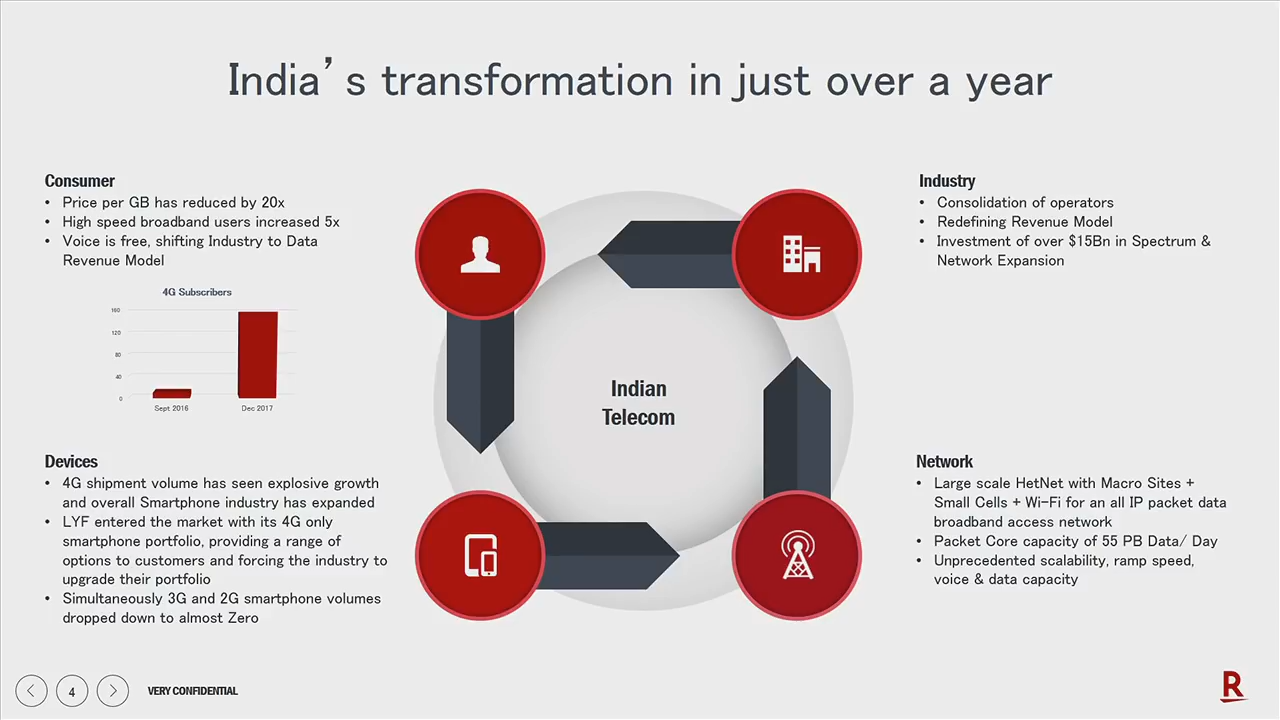 India’s transformation in just over a year
Consumer
• Price per GB has reduced by 20x
• High speed broadband users increased 5x
• Voice is free, shifting Industry to Data
Revenue Model
4G Subscribers
160
120
80
40
0
Sept 2016
Dec 2017
Devices
• 4G shipment volume has seen explosive growth
and overall Smartphone industry has expanded
• LYF entered the market with its 4G only
smartphone portfolio, providing a range of
options to customers and forcing the industry to
upgrade their portfolio
• Simultaneously 3G and 2G smartphone volumes
dropped down to almost Zero
Indian
Telecom
Industry
• Consolidation of operators
• Redefining Revenue Model
• Investment of over $15Bn in Spectrum &
Network Expansion
Network
• Large scale HetNet with Macro Sites +
Small Cells + Wi-Fi for an all IP packet data
broadband access network
• Packet Core capacity of 55 PB Data/ Day
• Unprecedented scalability, ramp speed,
voice & data capacity
4
VERY CONFIDENTIAL
R